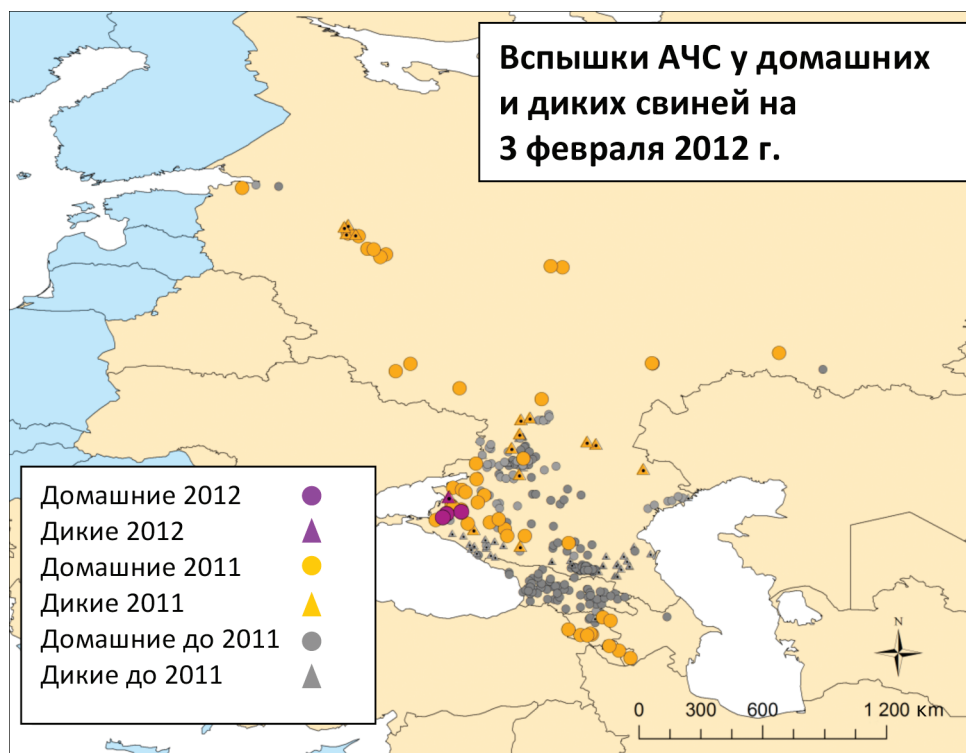 Вспышки АЧС у домашних
и диких свиней на
3 февраля 2012 г.
Домашние 2012
Дикие 2012
Домашние 2011
Дикие 2011
Домашние до 2011
Дикие до 2011
N
0 300 600 1 200 km